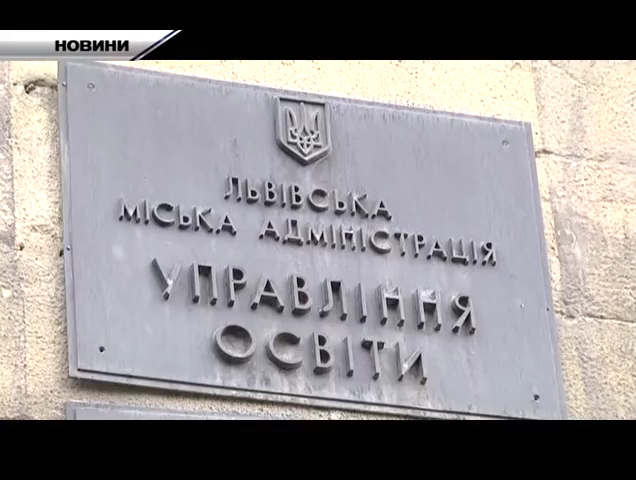 НОВИНИ
ЛЬВІВСЬКА
МІСЬКА АДМІНІСТРАЦІЯ
УПРАВЛІННЯ
ОСВІТИ